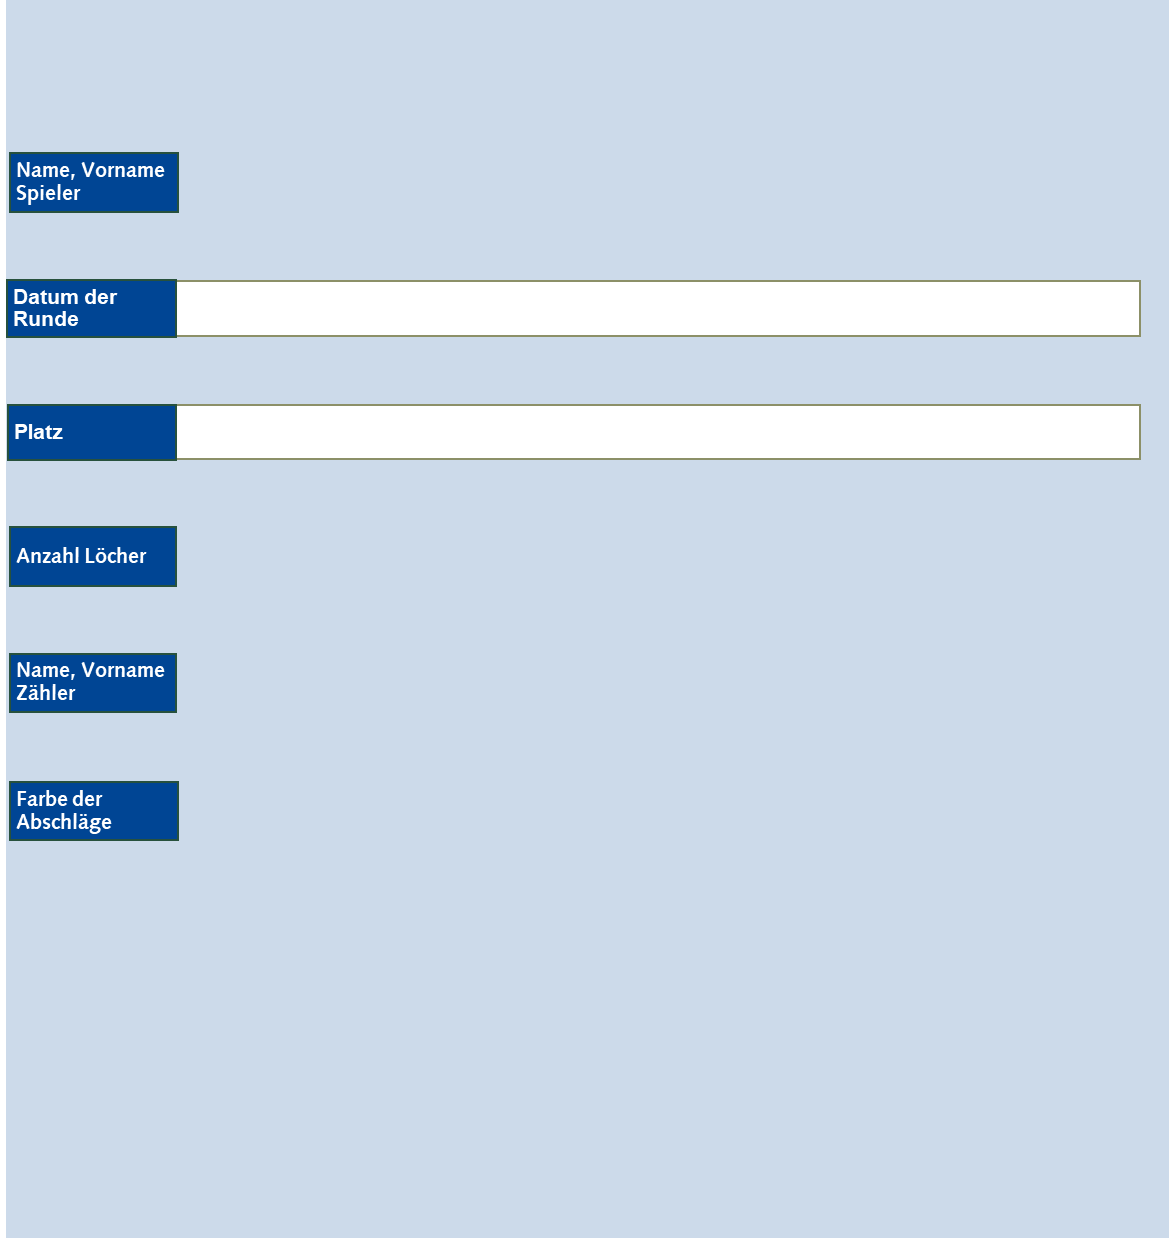 Name, Vorname
Spieler
Datum der
Runde
Platz
Anzahl Löcher
Name, Vorname
Zähler
Farbe der
Abschläge